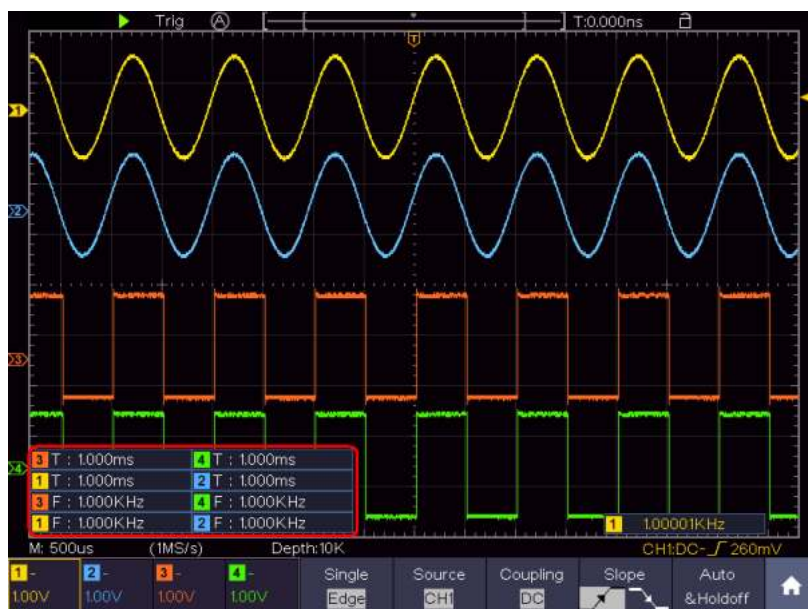 Trig A T:0.000ns
T
1
2
3
4
3 T : 1.000ms 4 T : 1.000ms
1 T : 1.000ms 2 T : 1.000ms
3 F : 1.000KHz 4 F : 1.000KHz
1 F : 1.000KHz 2 F : 1.000KHz
1 1.00001KHz
M: 500us (1MS/s) Depth:10K CH1:DC- 260mV
1 - 2 - 3 - 4 - Single Source Coupling Slope Auto
1.00V 1.00V 1.00V 1.00V Edge CH1 DC &Holdoff